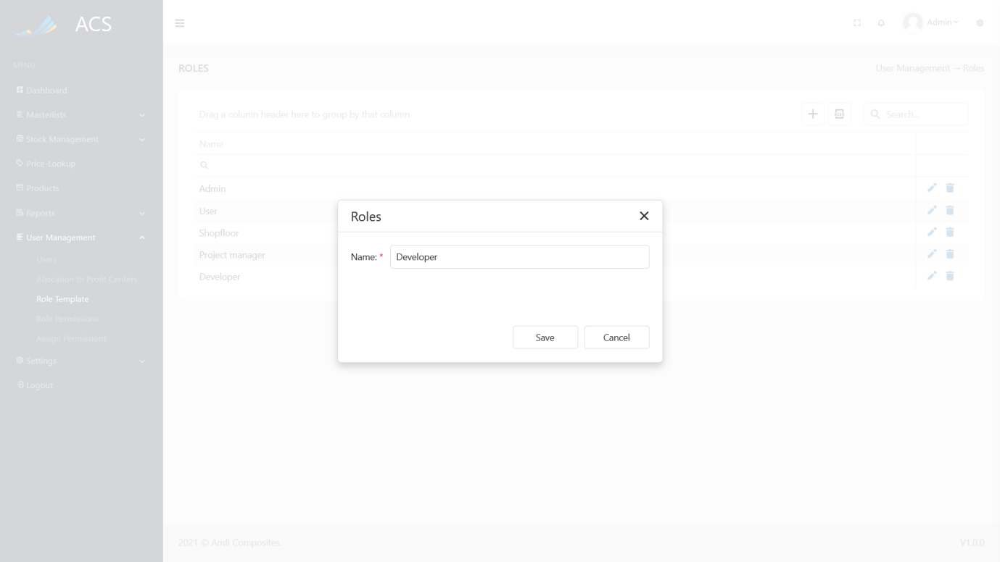 ACS
Admin
MENU
ROLES
User Management → Roles
Dashboard
Masterlists
Drag a column header here to group by that column
Search...
Stock Management
Name
Price-Lookup
Products
Admin
Reports
User
User Management
Shopfloor
Users
Project manager
Allocation to Profit Centers
Developer
Role Template
Role Permissions
Assign Permissions
Settings
Logout
Roles
Name: *
Developer
Save
Cancel
2021 © Amfi Composites.
V1.0.0